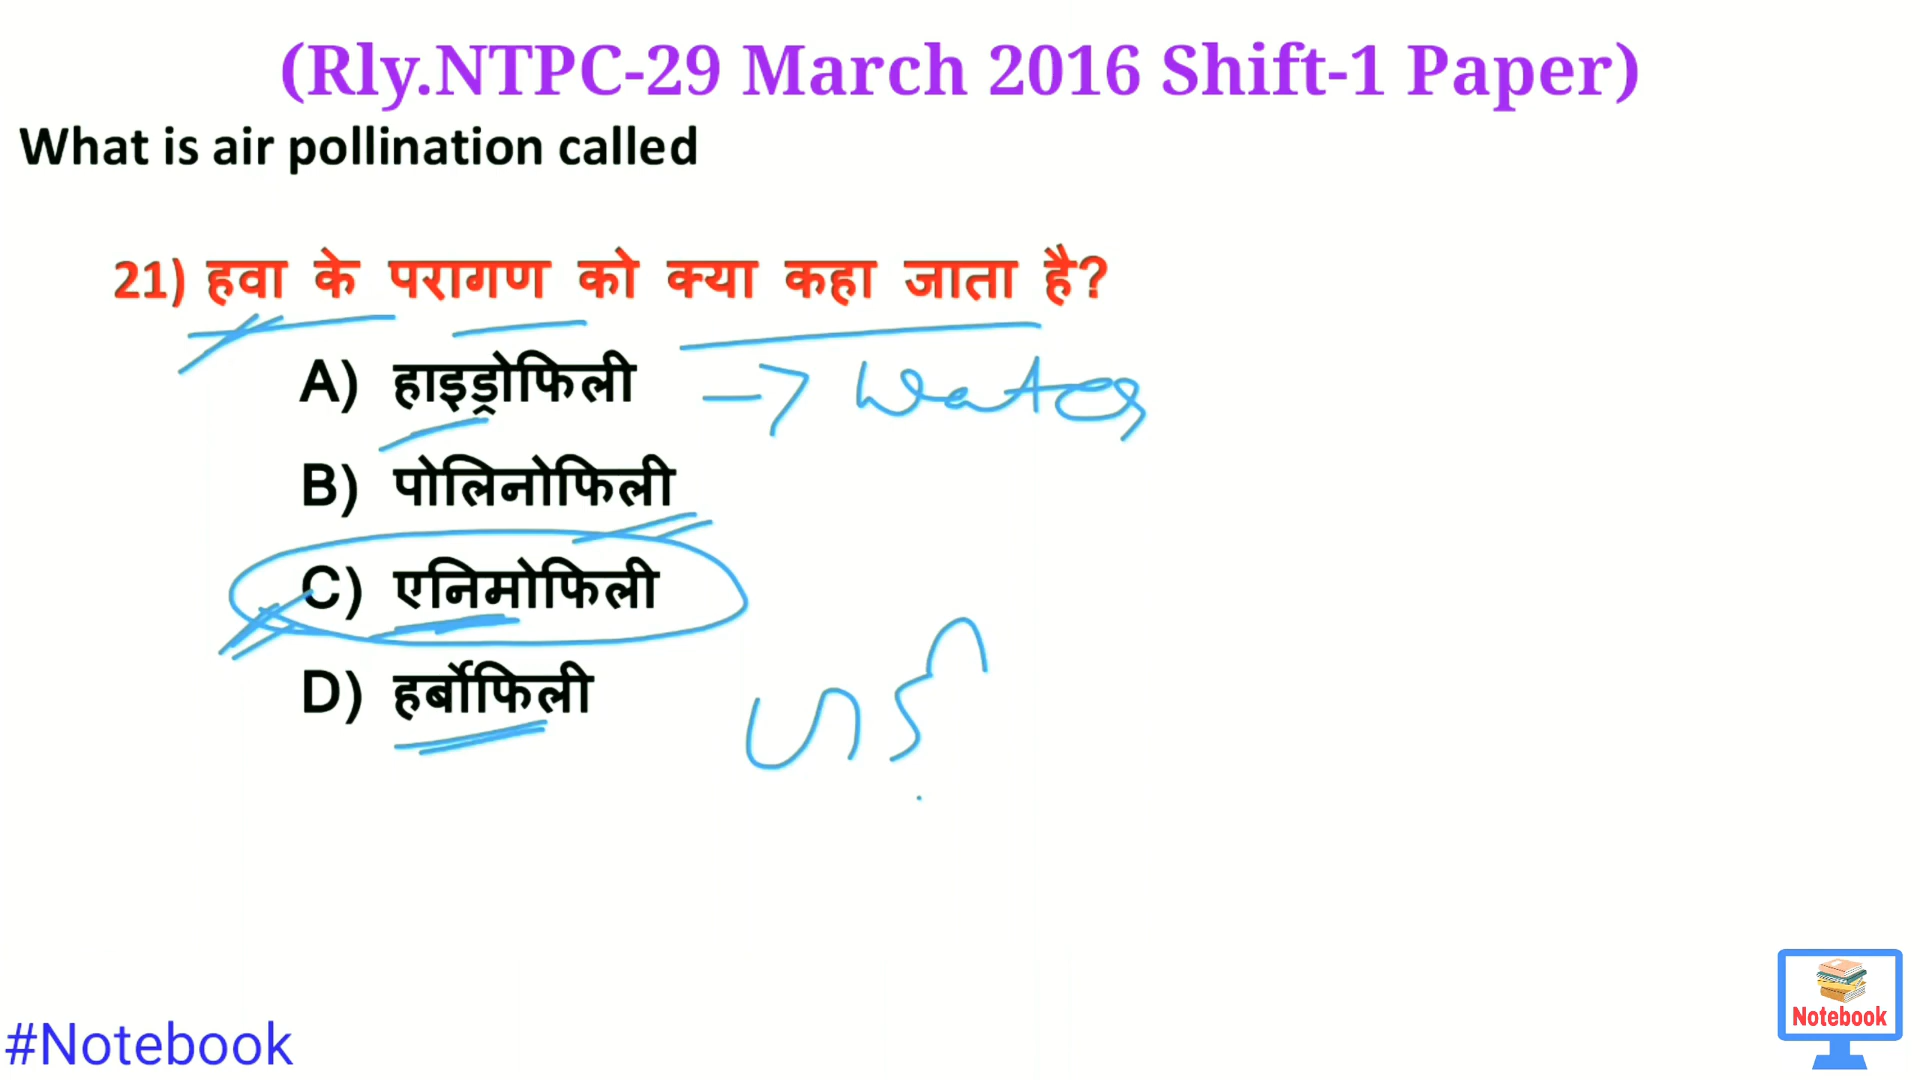 (Rly.NTPC-29 March 2016 Shift-1 Paper)
What is air pollination called
21) हवा के परागण को क्या कहा जाता है?
A) हाइड्रोफिली → Water
B) पोलिनोफिली
C) एनिमोफिली
D) हर्बोफिली
#Notebook
Notebook